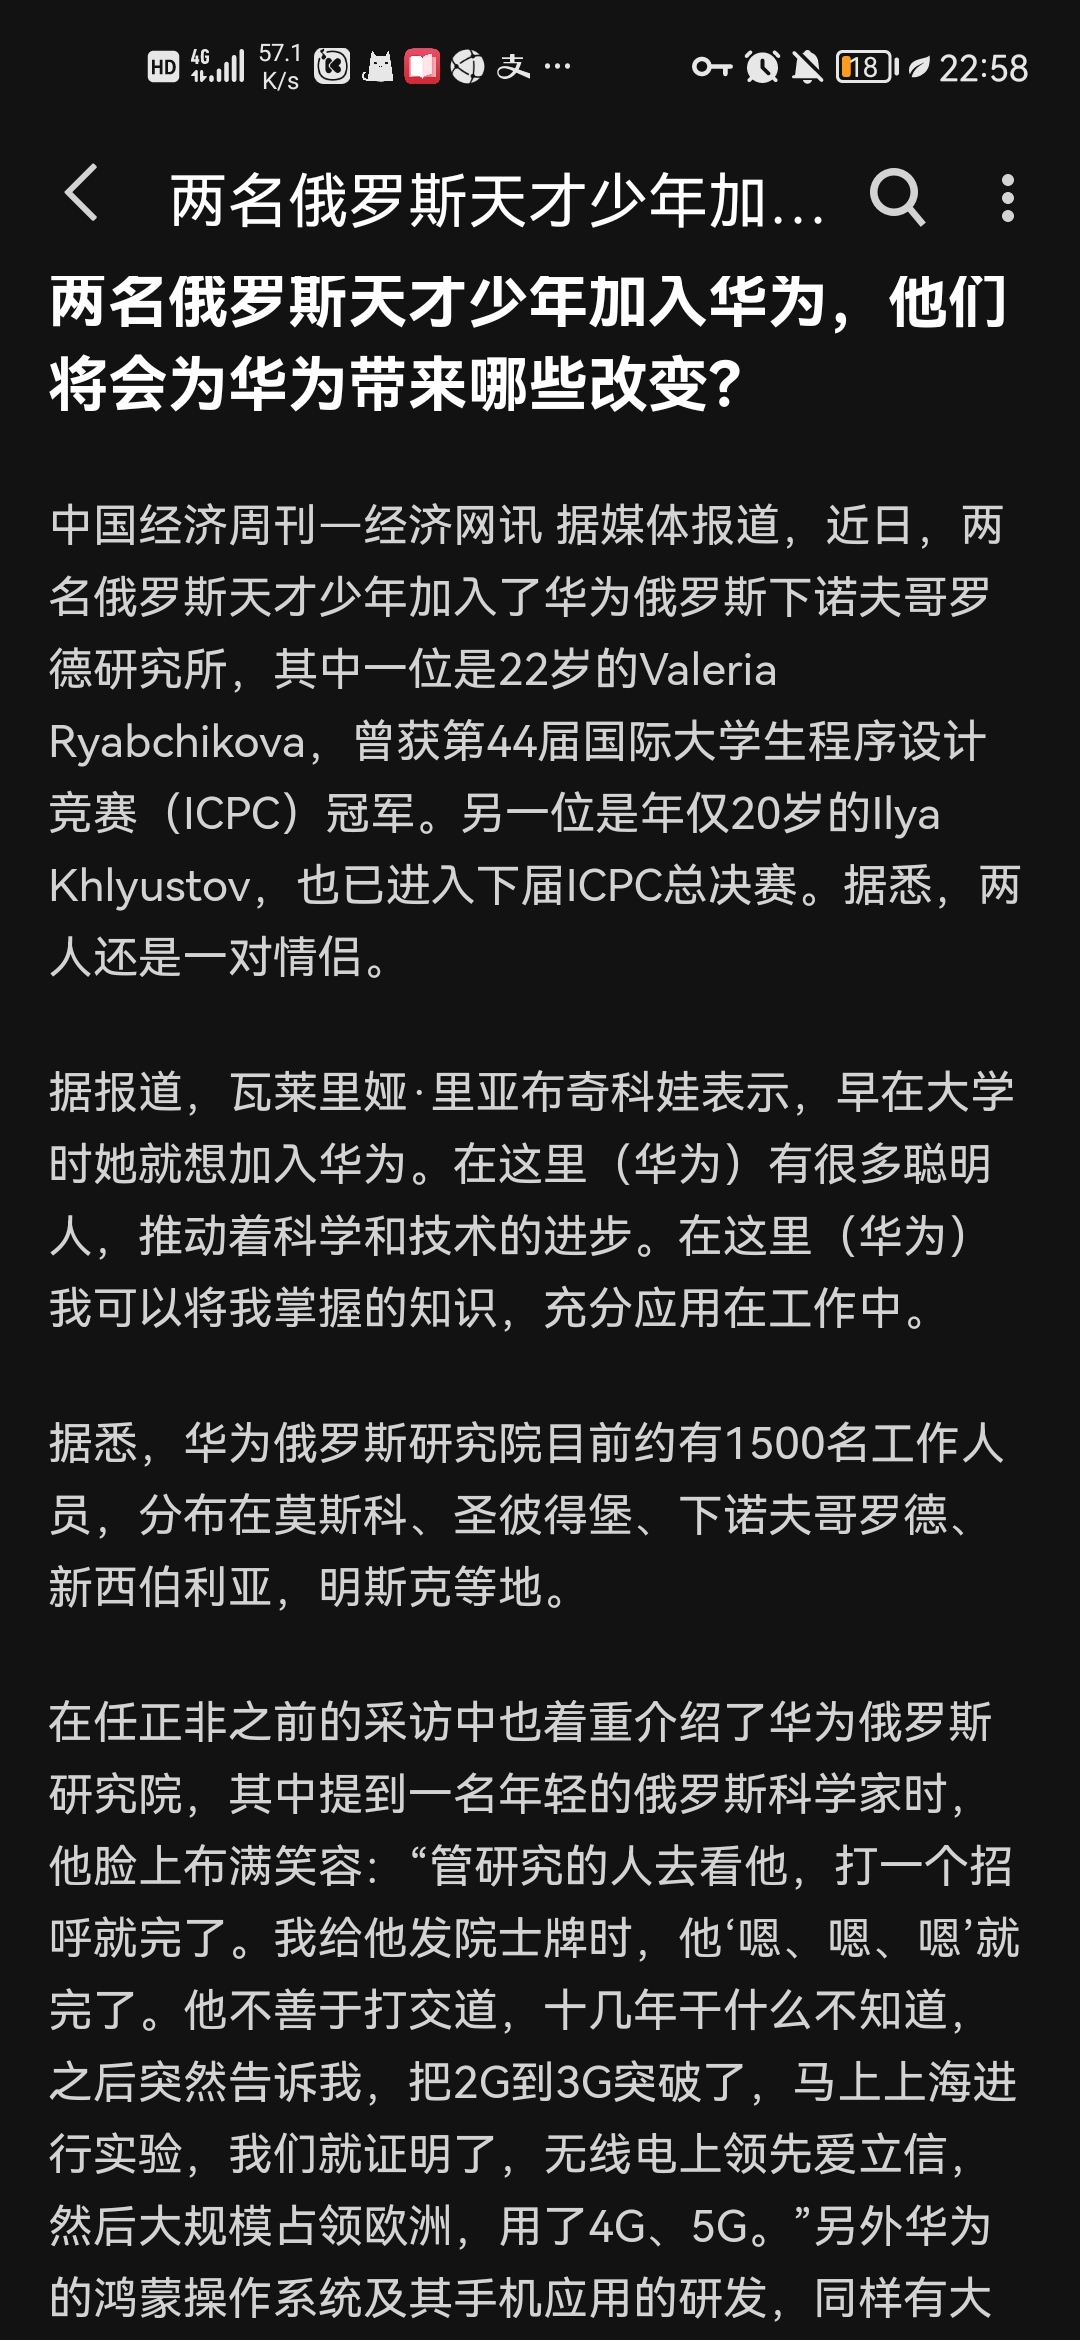 HD 4G 57.1 K/s 支 ··· 18 22:58
两名俄罗斯天才少年加...
两名俄罗斯天才少年加入华为，他们
将会为华为带来哪些改变？
中国经济周刊—经济网讯 据媒体报道，近日，两
名俄罗斯天才少年加入了华为俄罗斯下诺夫哥罗
德研究所，其中一位是22岁的Valeria
Ryabchikova，曾获第44届国际大学生程序设计
竞赛（ICPC）冠军。另一位是年仅20岁的Ilya
Khlyustov，也已进入下届ICPC总决赛。据悉，两
人还是一对情侣。
据报道，瓦莱里娅·里亚布奇科娃表示，早在大学
时她就想加入华为。在这里（华为）有很多聪明
人，推动着科学和技术的进步。在这里（华为）
我可以将我掌握的知识，充分应用在工作中。
据悉，华为俄罗斯研究院目前约有1500名工作人
员，分布在莫斯科、圣彼得堡、下诺夫哥罗德、
新西伯利亚，明斯克等地。
在任正非之前的采访中也着重介绍了华为俄罗斯
研究院，其中提到一名年轻的俄罗斯科学家时，
他脸上布满笑容：“管研究的人去看他，打一个招
呼就完了。我给他发院士牌时，他‘嗯、嗯、嗯’就
完了。他不善于打交道，十几年干什么不知道，
之后突然告诉我，把2G到3G突破了，马上上海进
行实验，我们就证明了，无线电上领先爱立信，
然后大规模占领欧洲，用了4G、5G。”另外华为
的鸿蒙操作系统及其手机应用的研发，同样有大